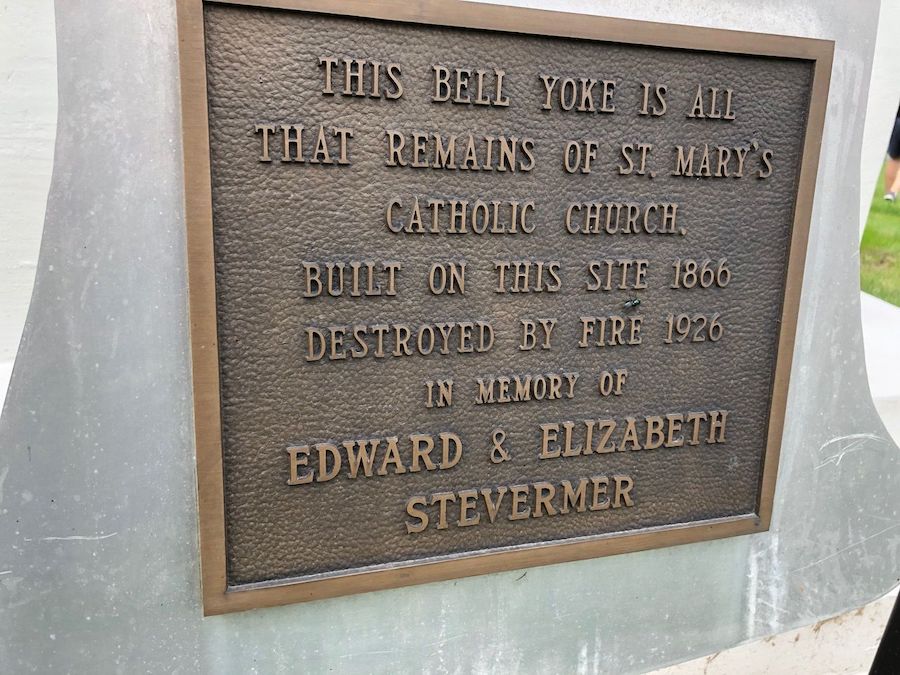 THIS BELL YOKE IS ALL
THAT REMAINS OF ST. MARY'S
CATHOLIC CHURCH.
BUILT ON THIS SITE 1866
DESTROYED BY FIRE 1926
IN MEMORY OF
EDWARD & ELIZABETH
STEVERMER